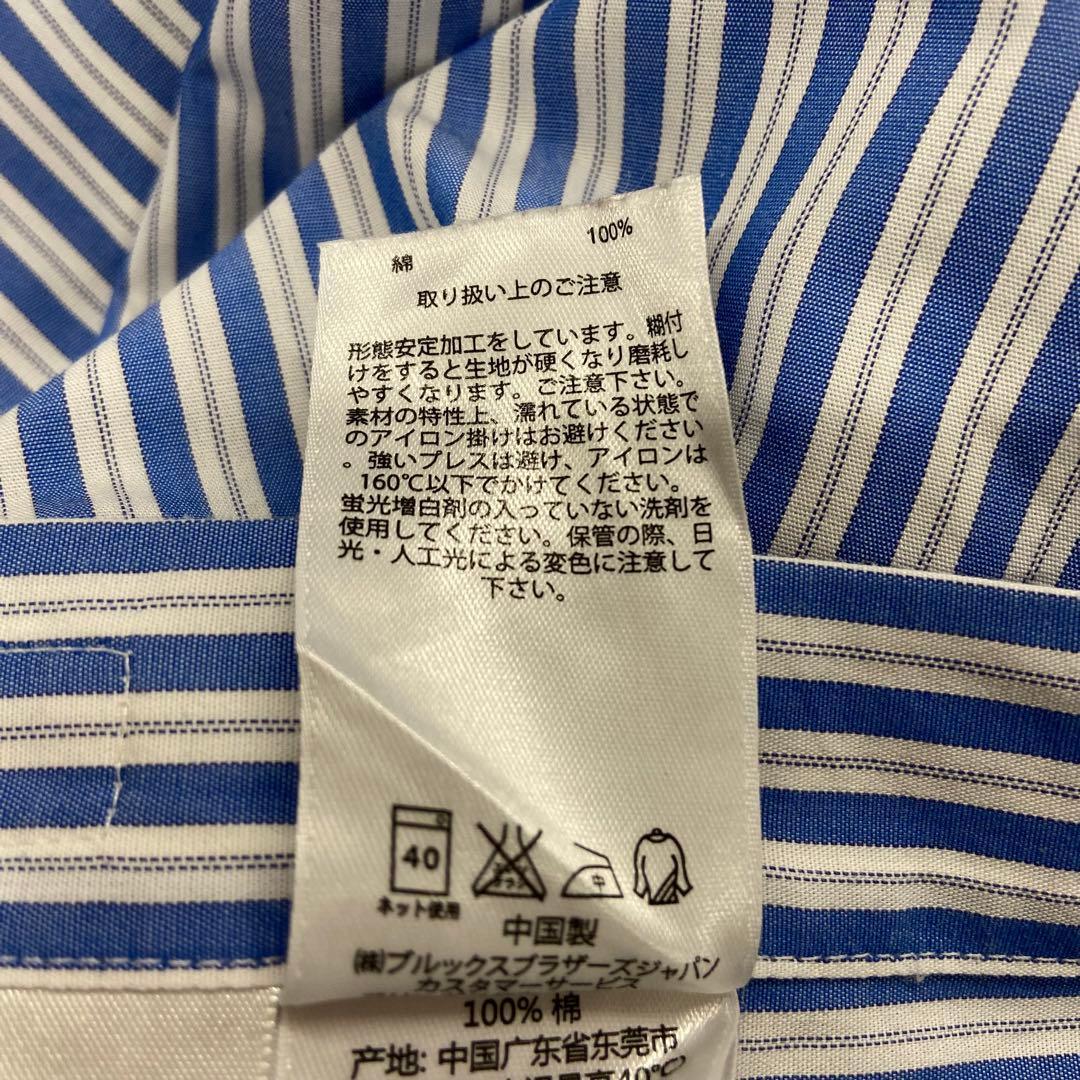 綿 100%
取り扱い上のご注意
形態安定加工をしています。糊付
けをすると生地が硬くなり磨耗し
やすくなります。ご注意下さい。
素材の特性上、濡れている状態で
のアイロン掛けはお避けください
。強いプレスは避け、アイロンは
160℃以下でかけてください。
蛍光増白剤の入っていない洗剤を
使用してください。保管の際、日
光・人工光による変色に注意して
下さい。
40
中
ネット使用
中国製
㈱ブルックスブラザーズジャパン
カスタマーサービス
100% 棉
产地: 中国广东省东莞市
最高40℃